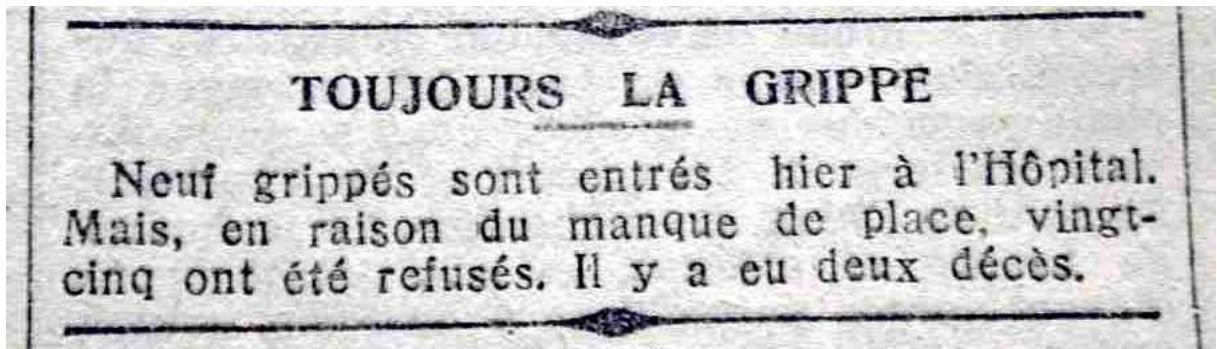 TOUJOURS LA GRIPPE
Neuf grippés sont entrés hier à l'Hôpital.
Mais, en raison du manque de place, vingt-
cinq ont été refusés. Il y a eu deux décès.